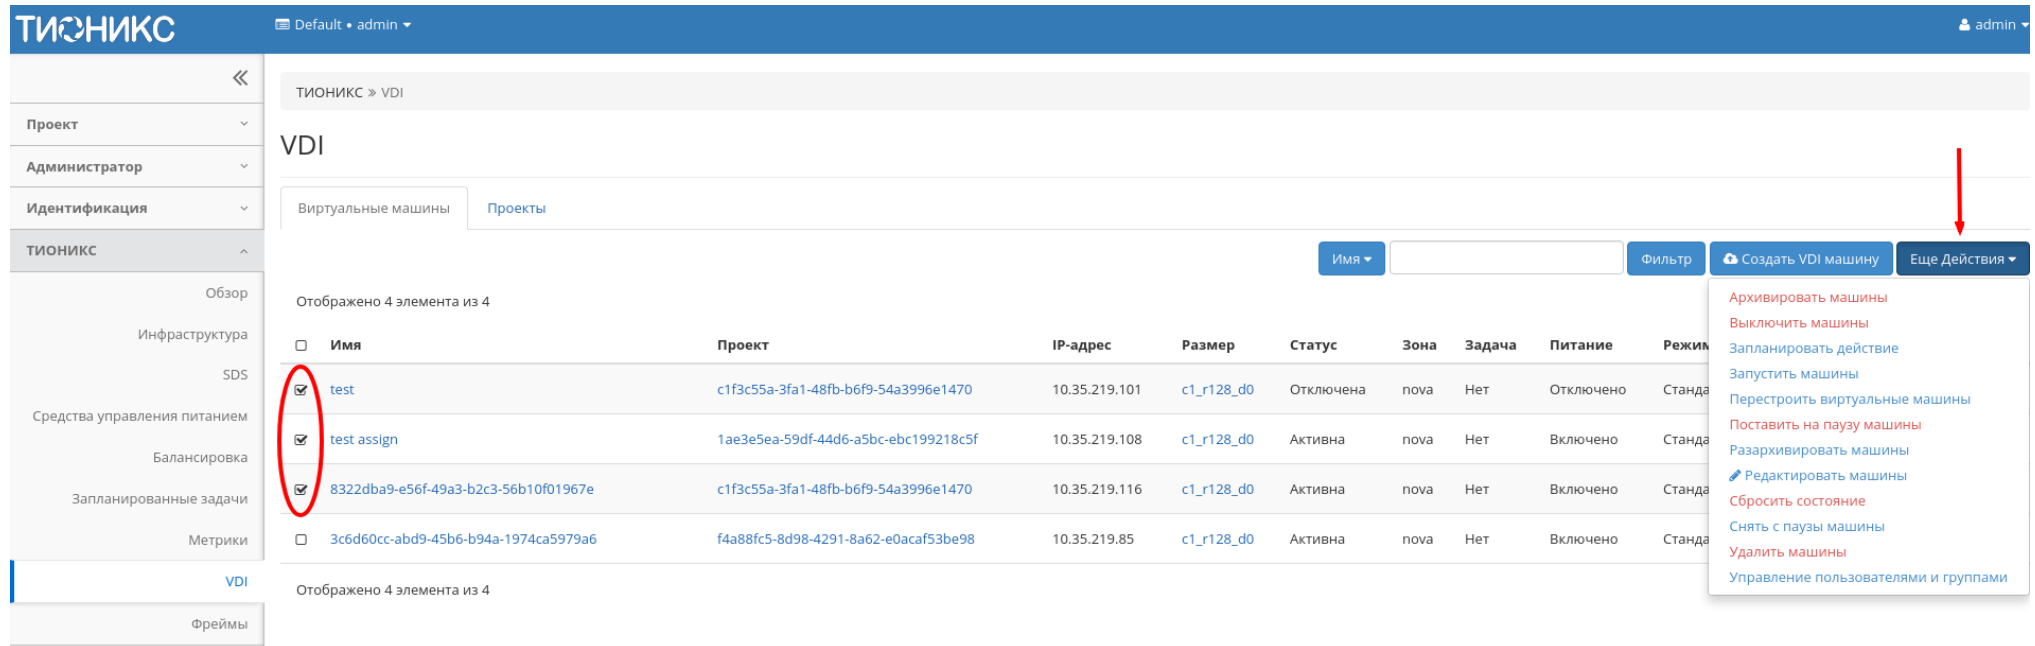 ТИОНИКС
Default • admin
admin
ТИОНИКС » VDI
Проект
Администратор
Идентификация
ТИОНИКС
Обзор
Инфраструктура
SDS
Средства управления питанием
Балансировка
Запланированные задачи
Метрики
VDI
Фреймы
VDI
Виртуальные машины Проекты
Имя Фильтр Создать VDI машину Еще Действия
Отображено 4 элемента из 4
Имя Проект IP-адрес Размер Статус Зона Задача Питание Режим
test c1f3c55a-3fa1-48fb-b6f9-54a3996e1470 10.35.219.101 c1_r128_d0 Отключена nova Нет Отключено Станда
test assign 1ae3e5ea-59df-44d6-a5bc-ebc199218c5f 10.35.219.108 c1_r128_d0 Активна nova Нет Включено Станда
8322dba9-e56f-49a3-b2c3-56b10f01967e c1f3c55a-3fa1-48fb-b6f9-54a3996e1470 10.35.219.116 c1_r128_d0 Активна nova Нет Включено Станда
3c6d60cc-abd9-45b6-b94a-1974ca5979a6 f4a88fc5-8d98-4291-8a62-e0acaf53be98 10.35.219.85 c1_r128_d0 Активна nova Нет Включено Станда
Отображено 4 элемента из 4
Архивировать машины
Выключить машины
Запланировать действие
Запустить машины
Перестроить виртуальные машины
Поставить на паузу машины
Разархивировать машины
Редактировать машины
Сбросить состояние
Снять с паузы машины
Удалить машины
Управление пользователями и группами